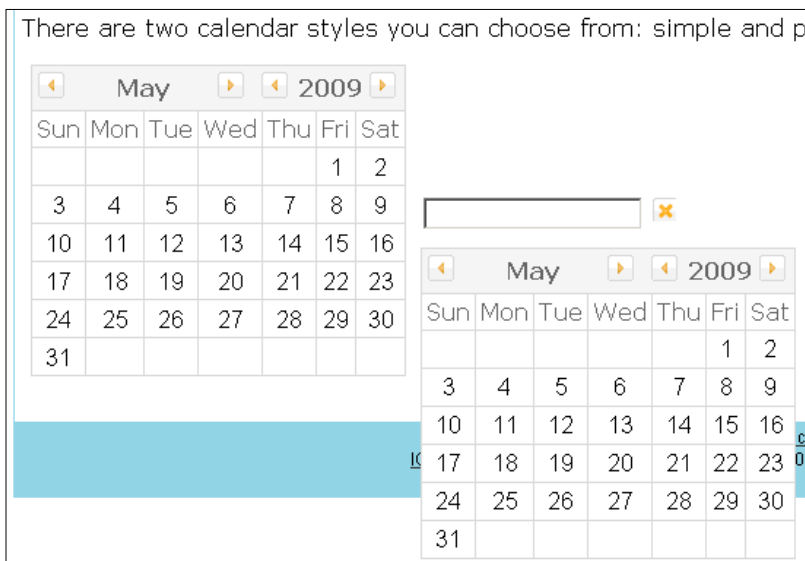 There are two calendar styles you can choose from: simple and p
May 2009
Sun Mon Tue Wed Thu Fri Sat
1 2
3 4 5 6 7 8 9
10 11 12 13 14 15 16
17 18 19 20 21 22 23
24 25 26 27 28 29 30
31
May 2009
Sun Mon Tue Wed Thu Fri Sat
1 2
3 4 5 6 7 8 9
10 11 12 13 14 15 16
17 18 19 20 21 22 23
24 25 26 27 28 29 30
31